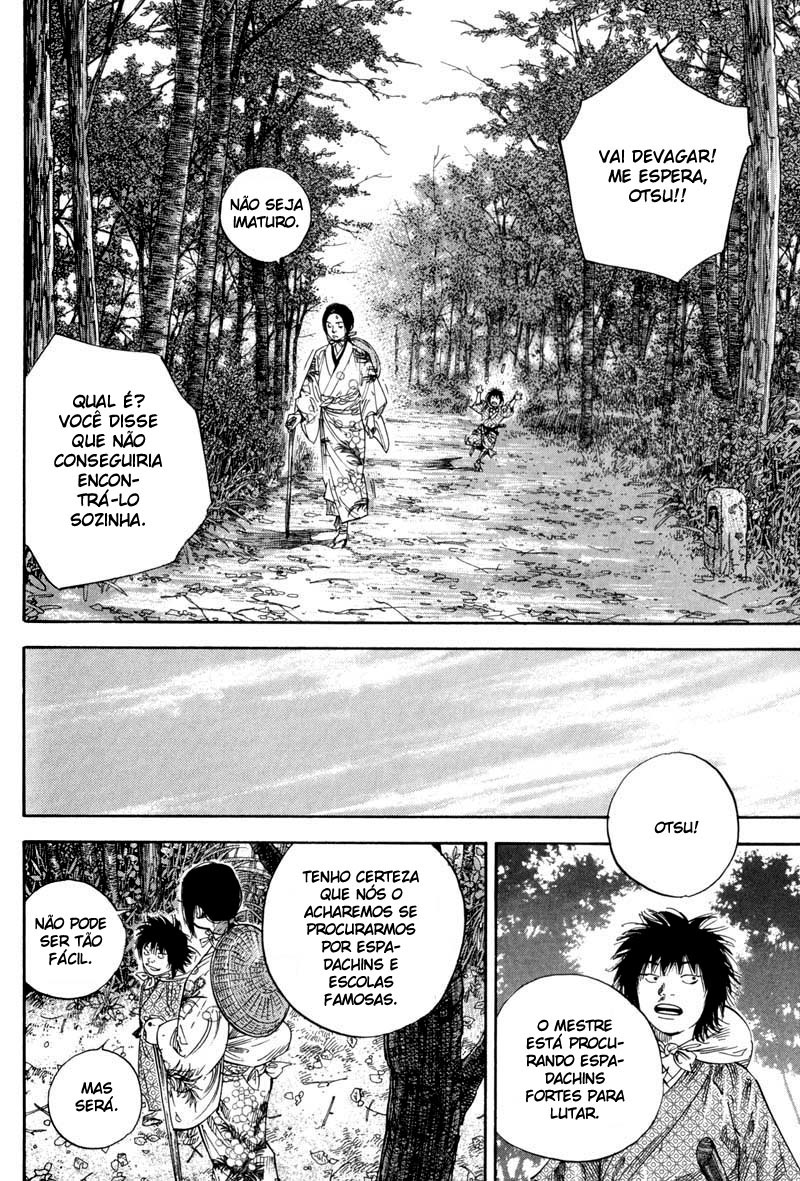 VAI DEVAGAR!
ME ESPERA,
OTSU!!
NÃO SEJA
IMATURO.
QUAL É?
VOCÊ DISSE
QUE NÃO
CONSEGUIRIA
ENCON-
TRÁ-LO
SOZINHA.
OTSU!
O MESTRE
ESTÁ PROCU-
RANDO ESPA-
DACHINS
FORTES PARA
LUTAR.
TENHO CERTEZA
QUE NÓS O
ACHAREMOS SE
PROCURARMOS
POR ESPA-
DACHINS E
ESCOLAS
FAMOSAS.
NÃO PODE
SER TÃO
FÁCIL.
MAS
SERÁ.